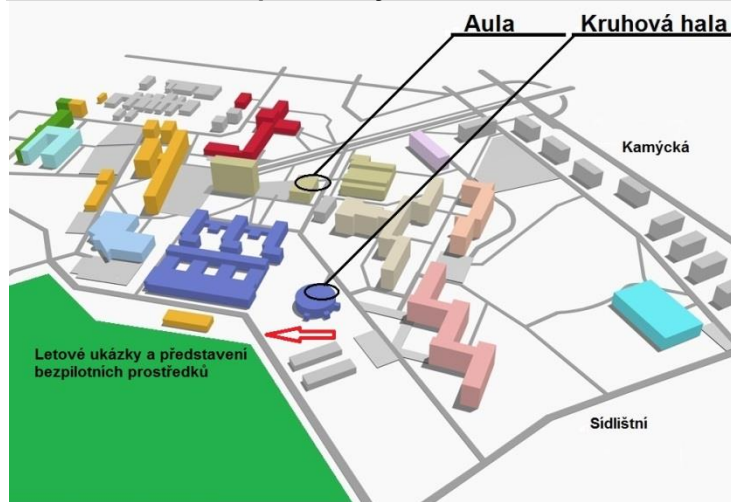 Aula
Kruhová hala
Kamýcká
Letové ukázky a představení
bezpilotních prostředků
Sídlištní